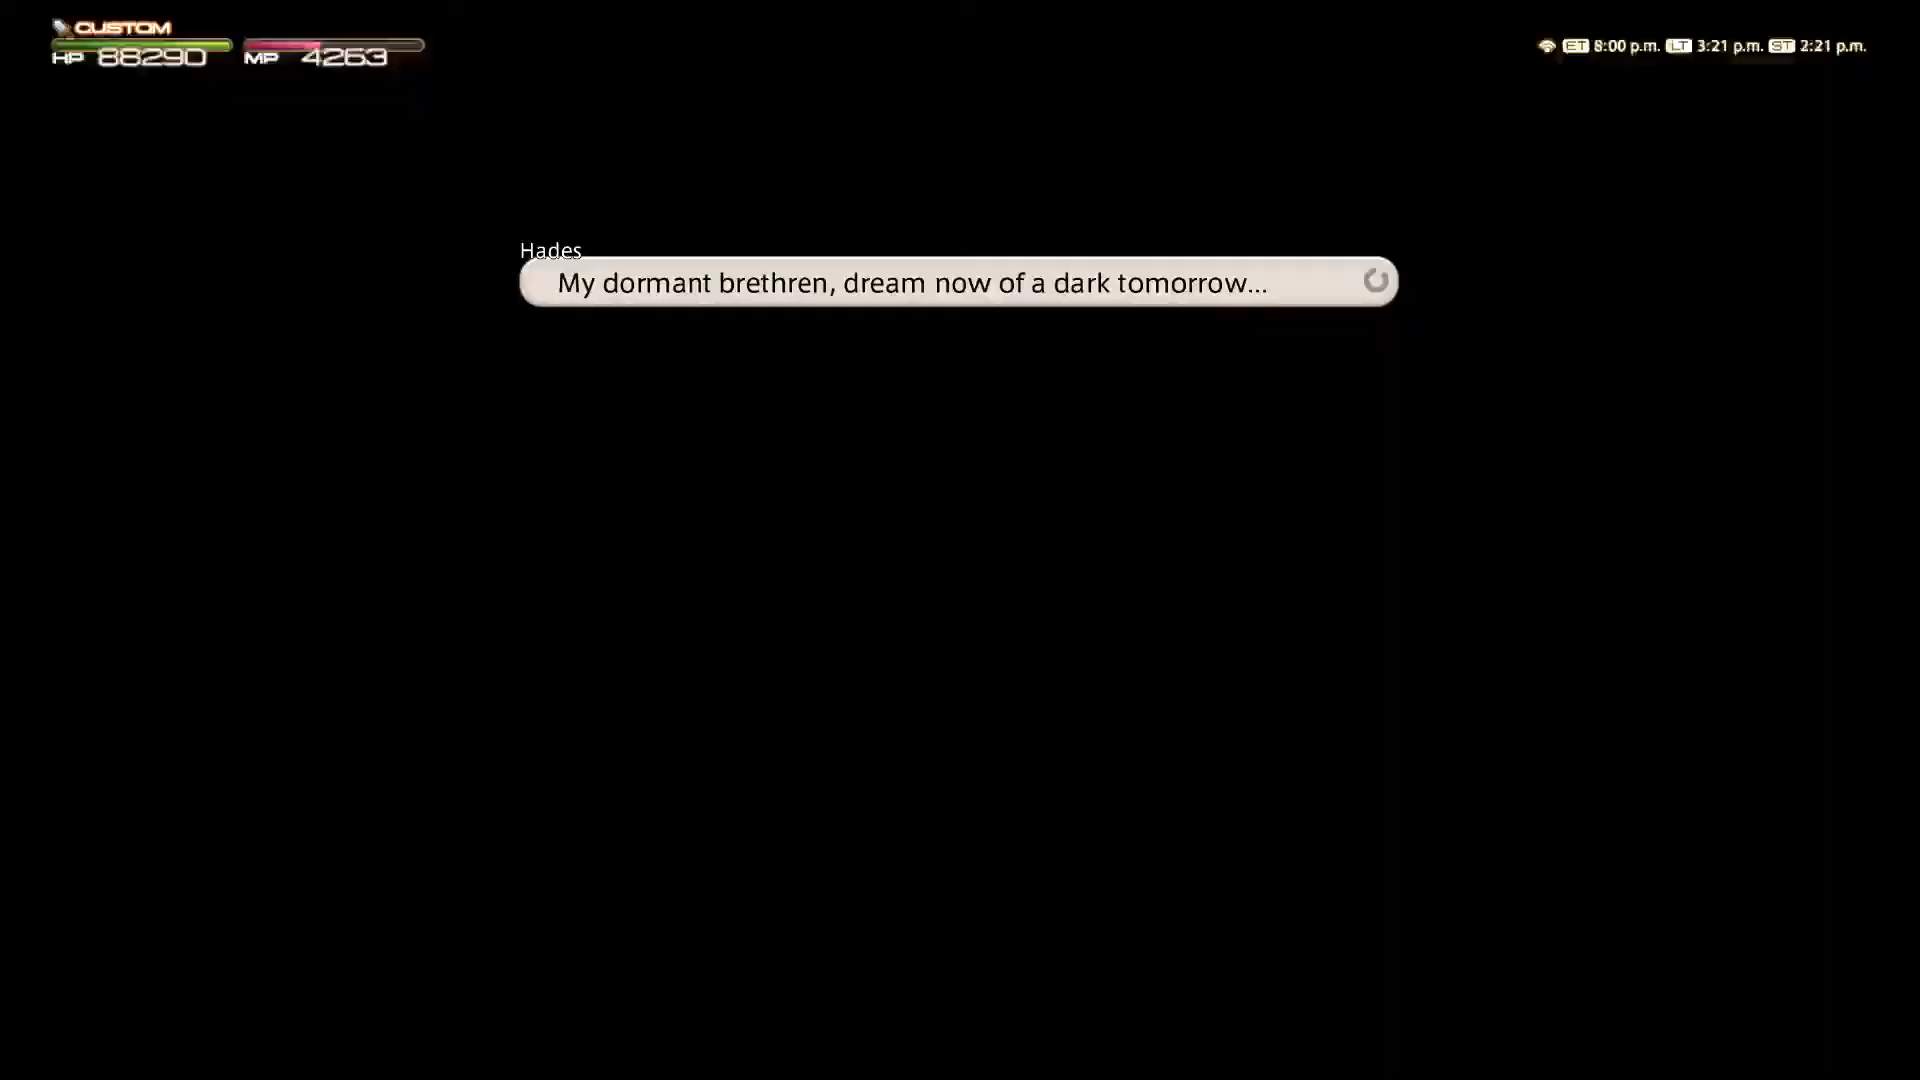 CUSTOM
HP 88290 MP 4263
ET 8:00 p.m. LT 3:21 p.m. ST 2:21 p.m.
Hades
My dormant brethren, dream now of a dark tomorrow...